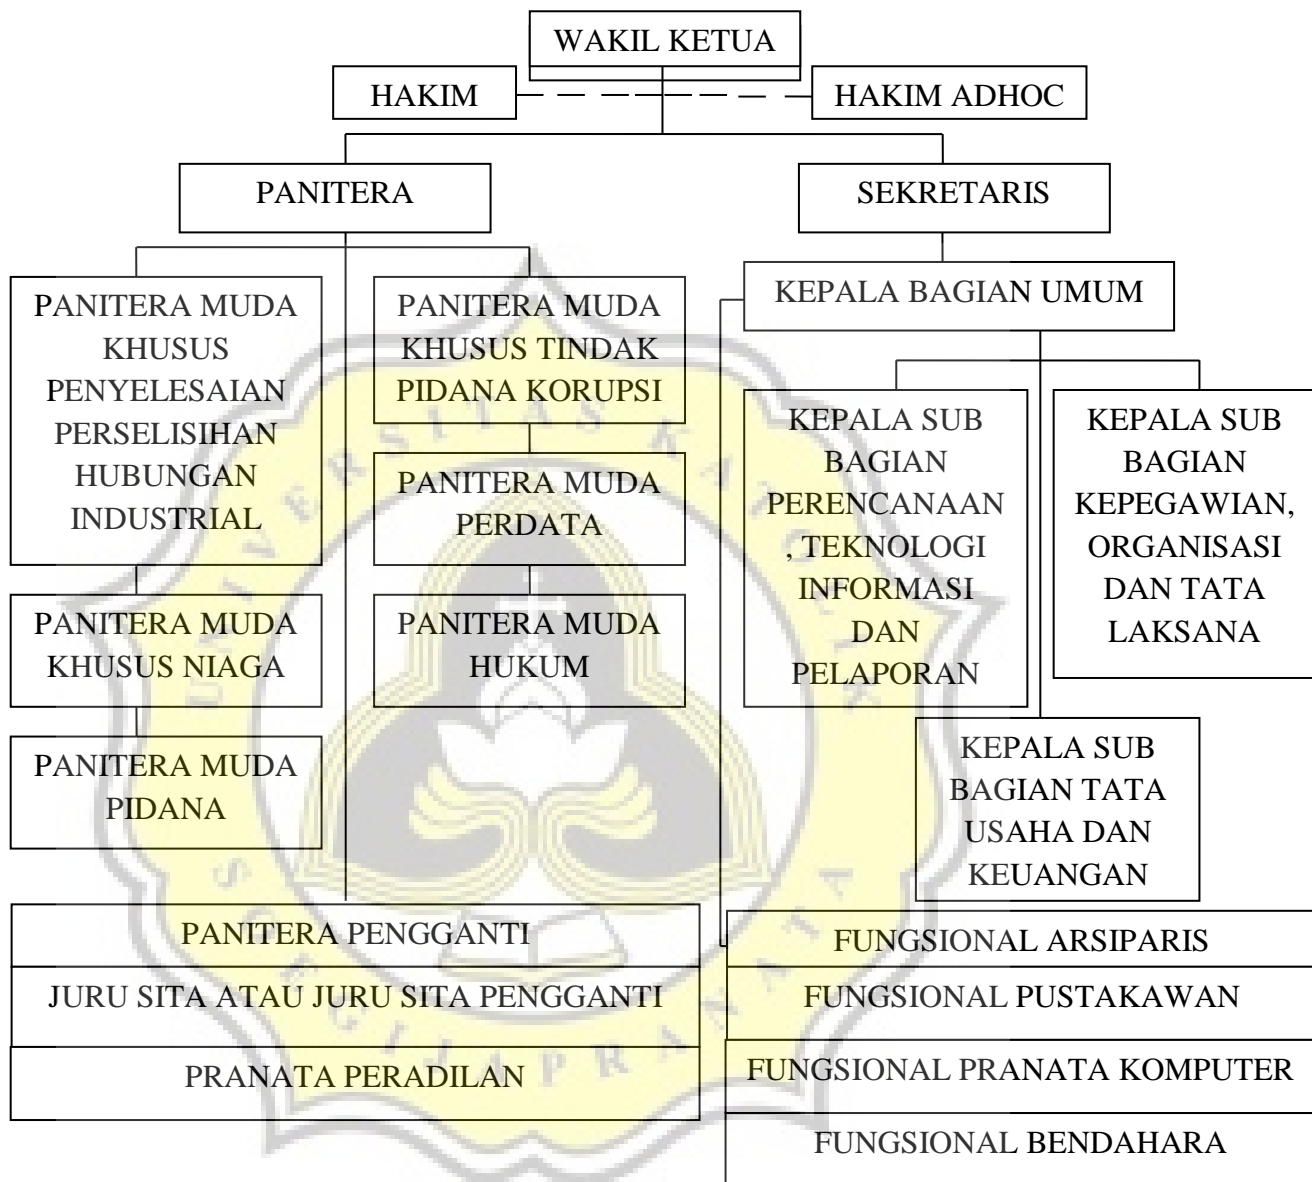 WAKIL KETUA
HAKIM
HAKIM ADHOC
PANITERA
SEKRETARIS
PANITERA MUDA
KHUSUS
PENYELESAIAN
PERSELISIHAN
HUBUNGAN
INDUSTRIAL
PANITERA MUDA
KHUSUS TINDAK
PIDANA KORUPSI
KEPALA BAGIAN UMUM
PANITERA MUDA
PERDATA
KEPALA SUB
BAGIAN
PERENCANAAN
, TEKNOLOGI
INFORMASI
DAN
PELAPORAN
KEPALA SUB
BAGIAN
KEPEGAWIAN,
ORGANISASI
DAN TATA
LAKSANA
PANITERA MUDA
KHUSUS NIAGA
PANITERA MUDA
HUKUM
PANITERA MUDA
PIDANA
KEPALA SUB
BAGIAN TATA
USAHA DAN
KEUANGAN
PANITERA PENGGANTI
JURU SITA ATAU JURU SITA PENGGANTI
PRANATA PERADILAN
FUNGSIONAL ARSIPARIS
FUNGSIONAL PUSTAKAWAN
FUNGSIONAL PRANATA KOMPUTER
FUNGSIONAL BENDAHARA
UNIVERSITAS KATOLIK
SOEGIJAPRANATA